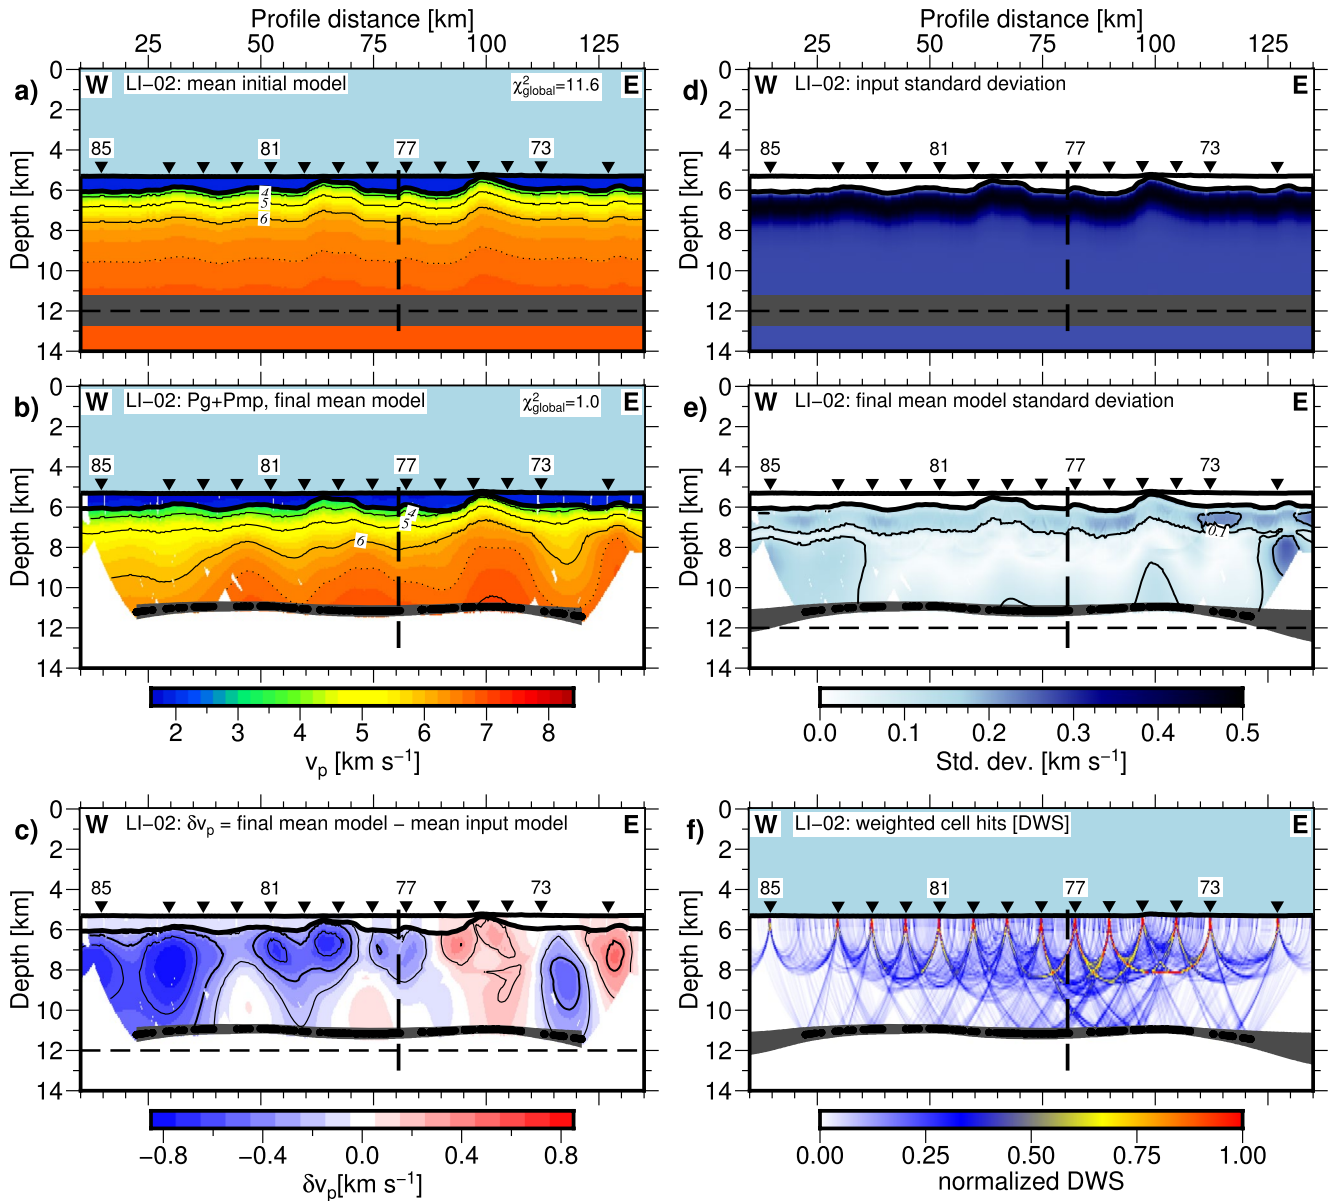 Profile distance [km]
25 50 75 100 125
Profile distance [km]
25 50 75 100 125
a)
W LI−02: mean initial model χ²global=11.6 E
85 81 77 73
4
5
6
0
2
4
6
8
10
12
14
Depth [km]
d)
W LI−02: input standard deviation E
85 81 77 73
0
2
4
6
8
10
12
14
Depth [km]
b)
W LI−02: Pg+Pmp, final mean model χ²global=1.0 E
85 81 77 73
4
5
6
0
2
4
6
8
10
12
14
Depth [km]
2 3 4 5 6 7 8
vp [km s−1]
e)
W LI−02: final mean model standard deviation E
85 81 77 73
0.1
0
2
4
6
8
10
12
14
Depth [km]
0.0 0.1 0.2 0.3 0.4 0.5
Std. dev. [km s−1]
c)
W LI−02: δvp = final mean model − mean input model E
85 81 77 73
0
2
4
6
8
10
12
14
Depth [km]
−0.8 −0.4 0.0 0.4 0.8
δvp[km s−1]
f)
W LI−02: weighted cell hits [DWS] E
85 81 77 73
0
2
4
6
8
10
12
14
Depth [km]
0.00 0.25 0.50 0.75 1.00
normalized DWS